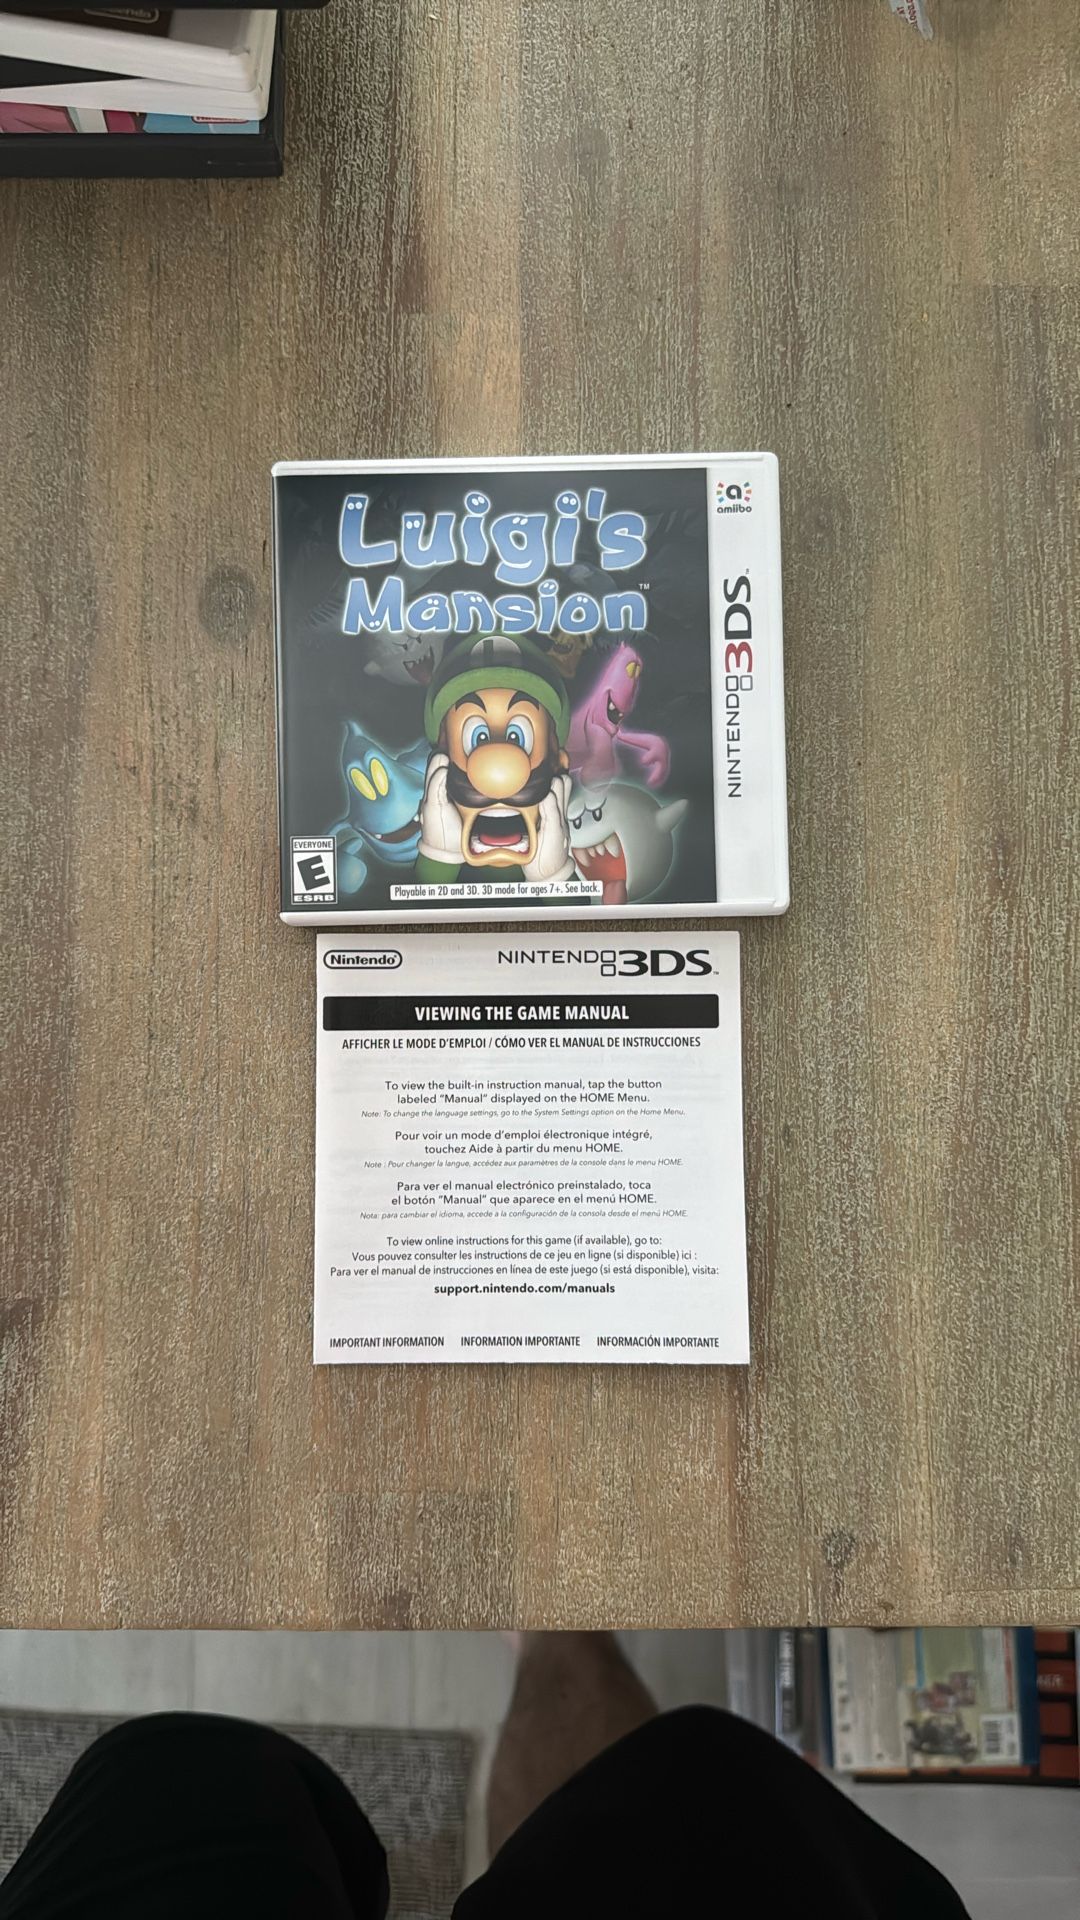 Luigi's
Mansion™
amiibo
NINTENDO3DS™
EVERYONE
E
ESRB
Playable in 2D and 3D. 3D mode for ages 7+. See back.
L
Nintendo®
NINTENDO3DS™
VIEWING THE GAME MANUAL
AFFICHER LE MODE D'EMPLOI / CÓMO VER EL MANUAL DE INSTRUCCIONES
To view the built-in instruction manual, tap the button
labeled “Manual” displayed on the HOME Menu.
Note: To change the language settings, go to the System Settings option on the Home Menu.
Pour voir un mode d'emploi électronique intégré,
touchez Aide à partir du menu HOME.
Note : Pour changer la langue, accédez aux paramètres de la console dans le menu HOME.
Para ver el manual electrónico preinstalado, toca
el botón “Manual” que aparece en el menú HOME.
Nota: para cambiar el idioma, accede a la configuración de la consola desde el menú HOME.
To view online instructions for this game (if available), go to:
Vous pouvez consulter les instructions de ce jeu en ligne (si disponible) ici :
Para ver el manual de instrucciones en línea de este juego (si está disponible), visita:
support.nintendo.com/manuals
IMPORTANT INFORMATION INFORMATION IMPORTANTE INFORMACIÓN IMPORTANTE